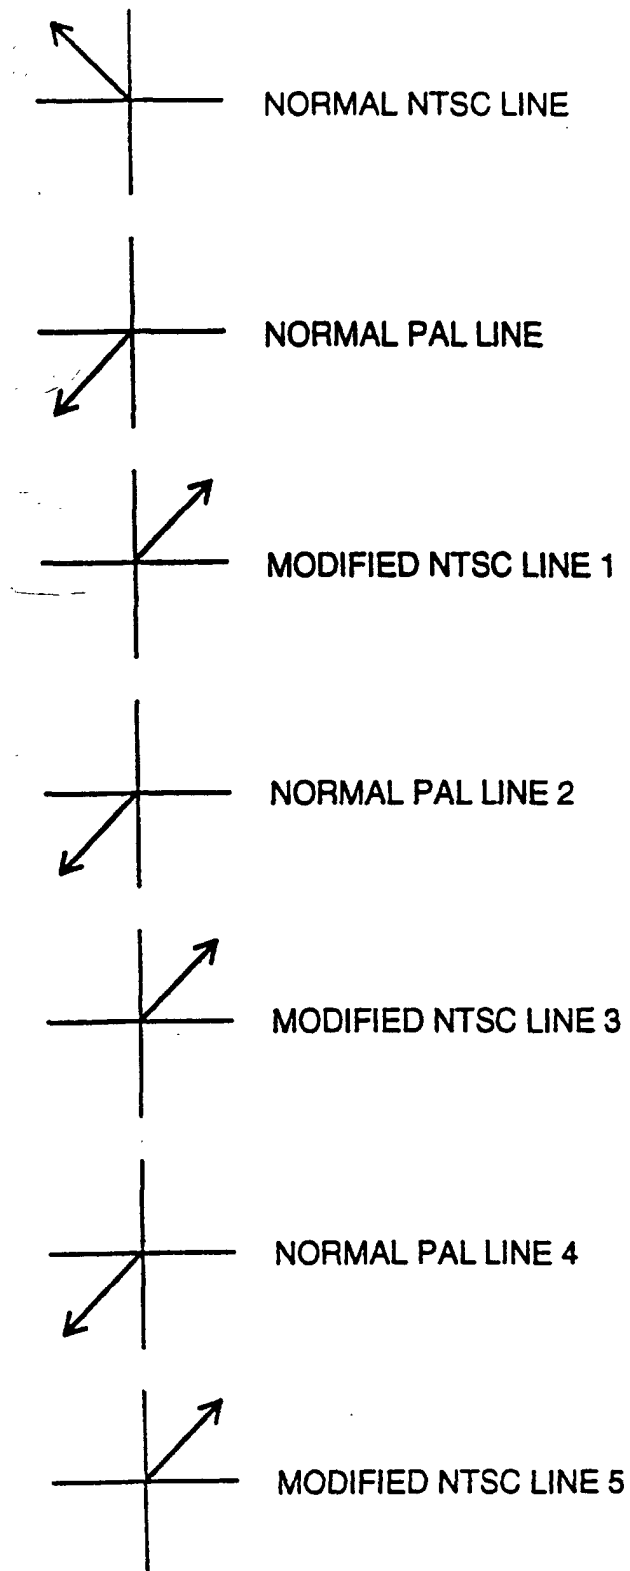 NORMAL NTSC LINE
NORMAL PAL LINE
MODIFIED NTSC LINE 1
NORMAL PAL LINE 2
MODIFIED NTSC LINE 3
NORMAL PAL LINE 4
MODIFIED NTSC LINE 5